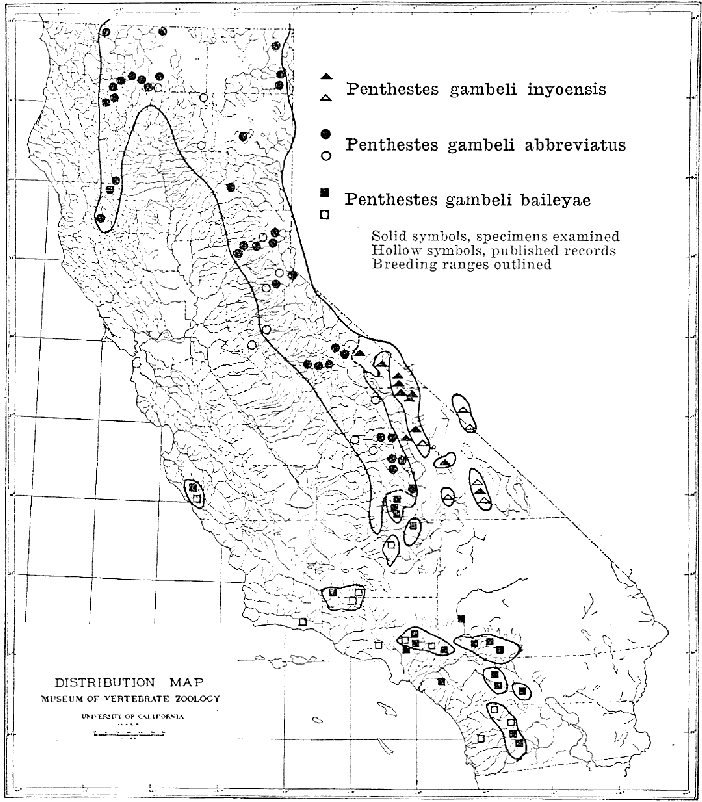 Penthestes gambeli inyoensis
Penthestes gambeli abbreviatus
Penthestes gambeli baileyae
Solid symbols, specimens examined
Hollow symbols, published records
Breeding ranges outlined
DISTRIBUTION MAP
MUSEUM OF VERTEBRATE ZOOLOGY
UNIVERSITY OF CALIFORNIA